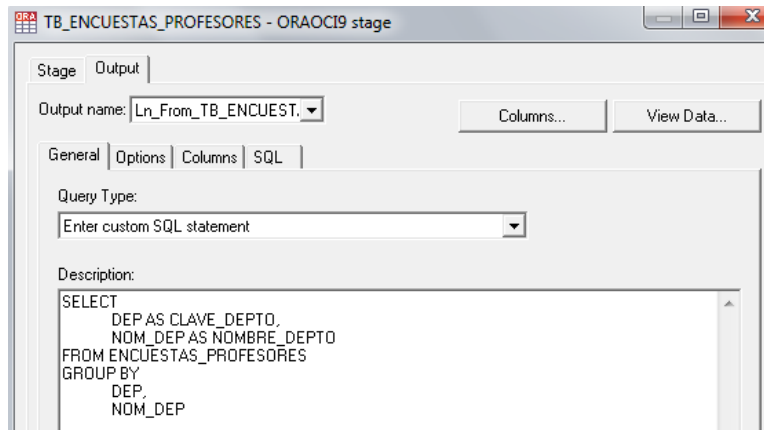 ORA TB_ENCUESTAS_PROFESORES - ORAOCI9 stage
Stage Output
Output name: Ln_From_TB_ENCUEST. Columns... View Data...
General Options Columns SQL
Query Type:
Enter custom SQL statement
Description:
SELECT
DEP AS CLAVE_DEPTO,
NOM_DEP AS NOMBRE_DEPTO
FROM ENCUESTAS_PROFESORES
GROUP BY
DEP,
NOM_DEP